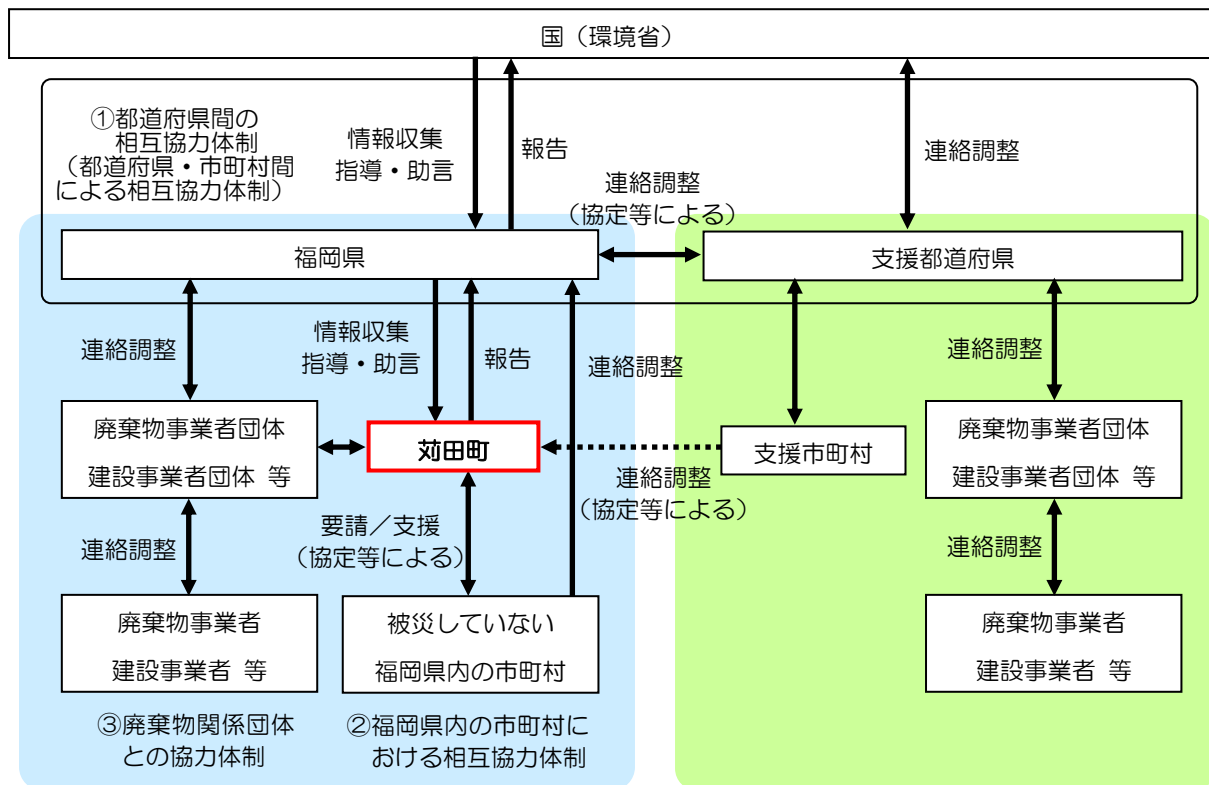 国（環境省）
①都道府県間の
相互協力体制
（都道府県・市町村間
による相互協力体制）
情報収集
指導・助言
報告
連絡調整
連絡調整
（協定等による）
福岡県
支援都道府県
連絡調整
情報収集
指導・助言
報告
連絡調整
連絡調整
廃棄物事業者団体
建設事業者団体 等
苅田町
支援市町村
廃棄物事業者団体
建設事業者団体 等
連絡調整
（協定等による）
連絡調整
要請／支援
（協定等による）
連絡調整
廃棄物事業者
建設事業者 等
被災していない
福岡県内の市町村
廃棄物事業者
建設事業者 等
③廃棄物関係団体
との協力体制
②福岡県内の市町村に
おける相互協力体制